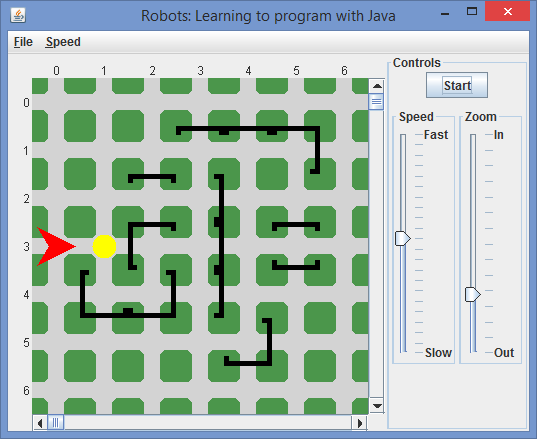 Robots: Learning to program with Java
File Speed
Controls
Start
Speed Zoom
Fast In
Slow Out
0 1 2 3 4 5 6
0
1
2
3
4
5
6